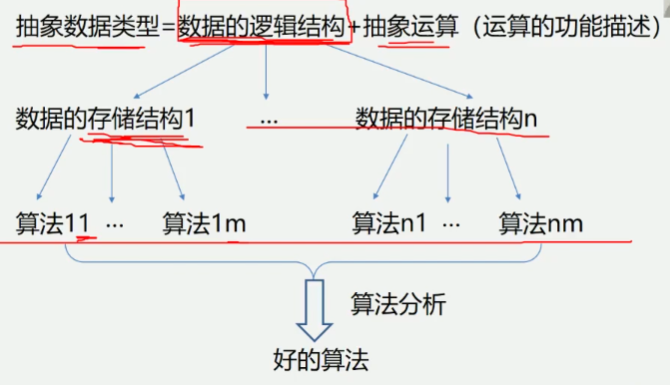 抽象数据类型=数据的逻辑结构+抽象运算（运算的功能描述）
数据的存储结构1 ... 数据的存储结构n
算法11 ... 算法1m 算法n1 ... 算法nm
算法分析
好的算法